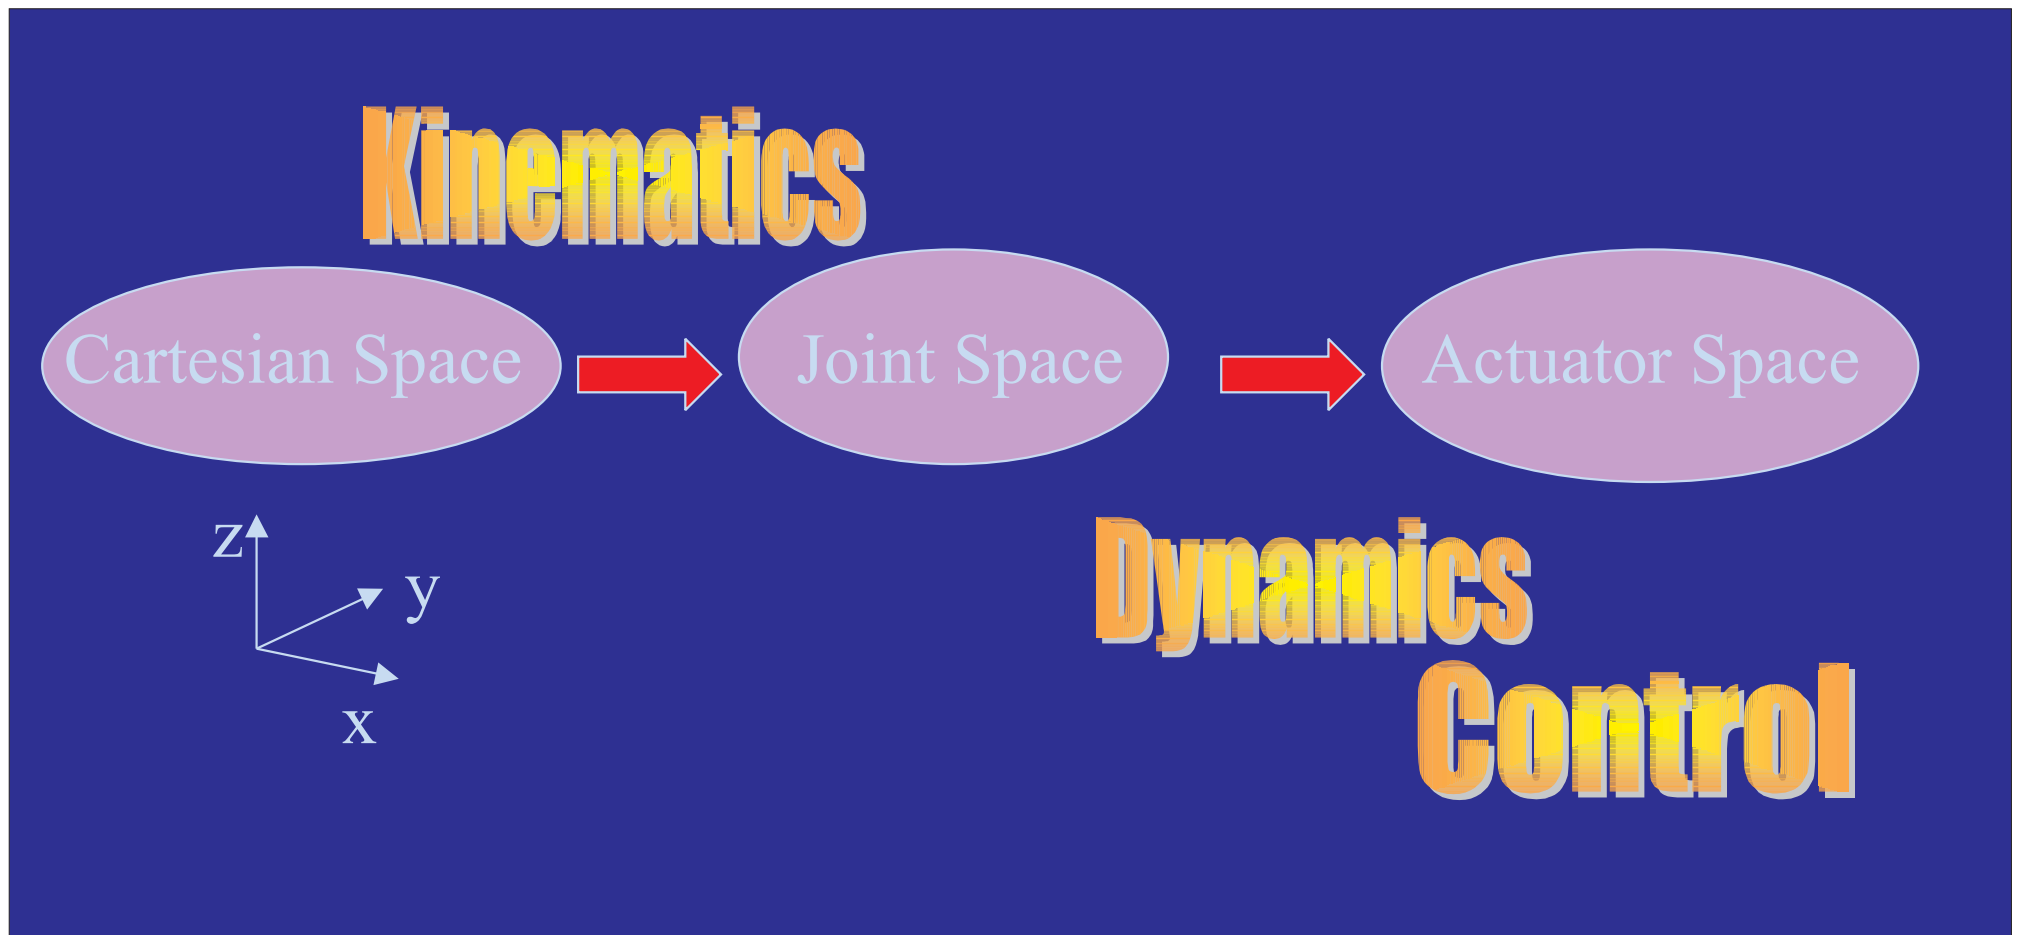 Kinematics
Cartesian Space
Joint Space
Actuator Space
z
y
x
Dynamics
Control